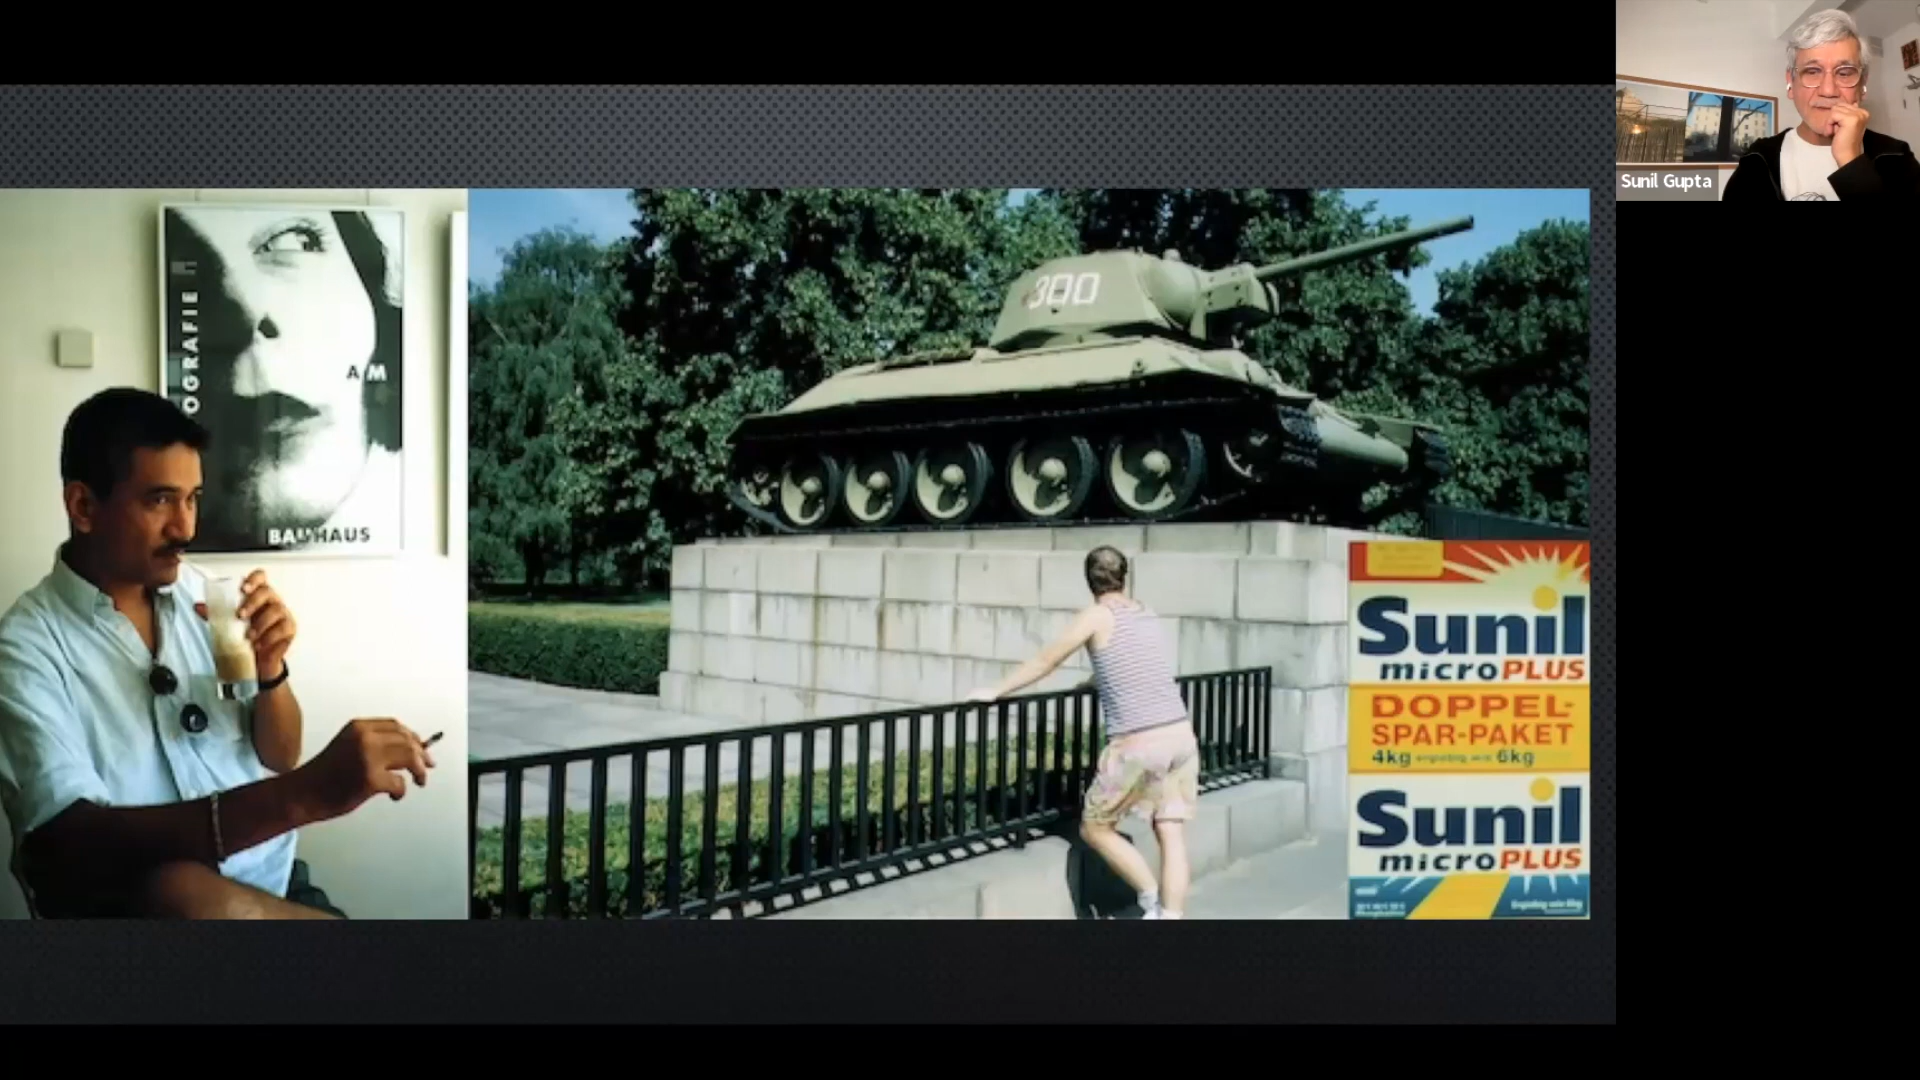 OGRAFIE
AM
BAUHAUS
300
Sunil
microPLUS
DOPPEL-
SPAR-PAKET
4kg 6kg
Sunil
microPLUS
Sunil Gupta